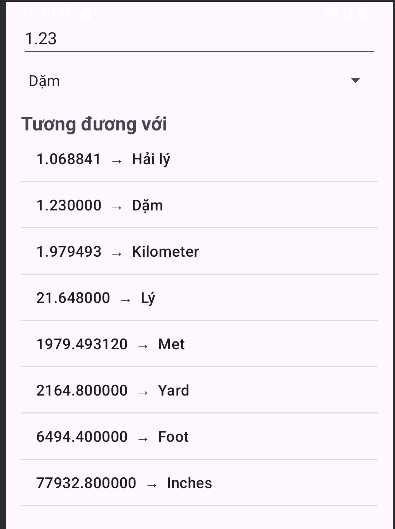 1.23
Dặm
Tương đương với
1.068841 → Hải lý
1.230000 → Dặm
1.979493 → Kilometer
21.648000 → Lý
1979.493120 → Met
2164.800000 → Yard
6494.400000 → Foot
77932.800000 → Inches